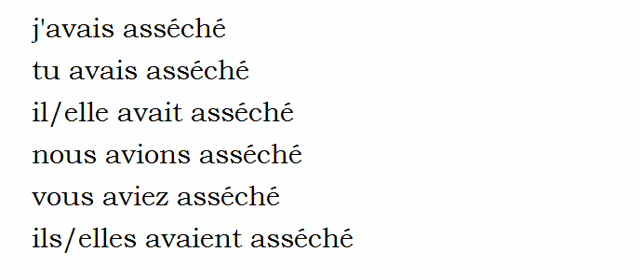 j'avais asséché
tu avais asséché
il/elle avait asséché
nous avions asséché
vous aviez asséché
ils/elles avaient asséché